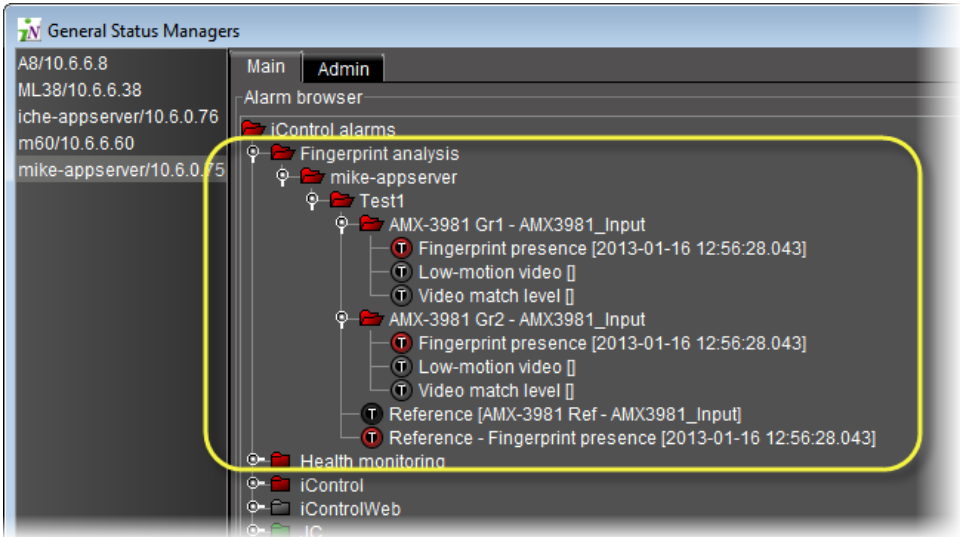 General Status Managers
A8/10.6.6.8
ML38/10.6.6.38
iche-appserver/10.6.0.76
m60/10.6.6.60
mike-appserver/10.6.0.75
Main
Admin
Alarm browser
iControl alarms
Fingerprint analysis
mike-appserver
Test1
AMX-3981 Gr1 - AMX3981_Input
Fingerprint presence [2013-01-16 12:56:28.043]
Low-motion video []
Video match level []
AMX-3981 Gr2 - AMX3981_Input
Fingerprint presence [2013-01-16 12:56:28.043]
Low-motion video []
Video match level []
Reference [AMX-3981 Ref - AMX3981_Input]
Reference - Fingerprint presence [2013-01-16 12:56:28.043]
Health monitoring
iControl
iControlWeb